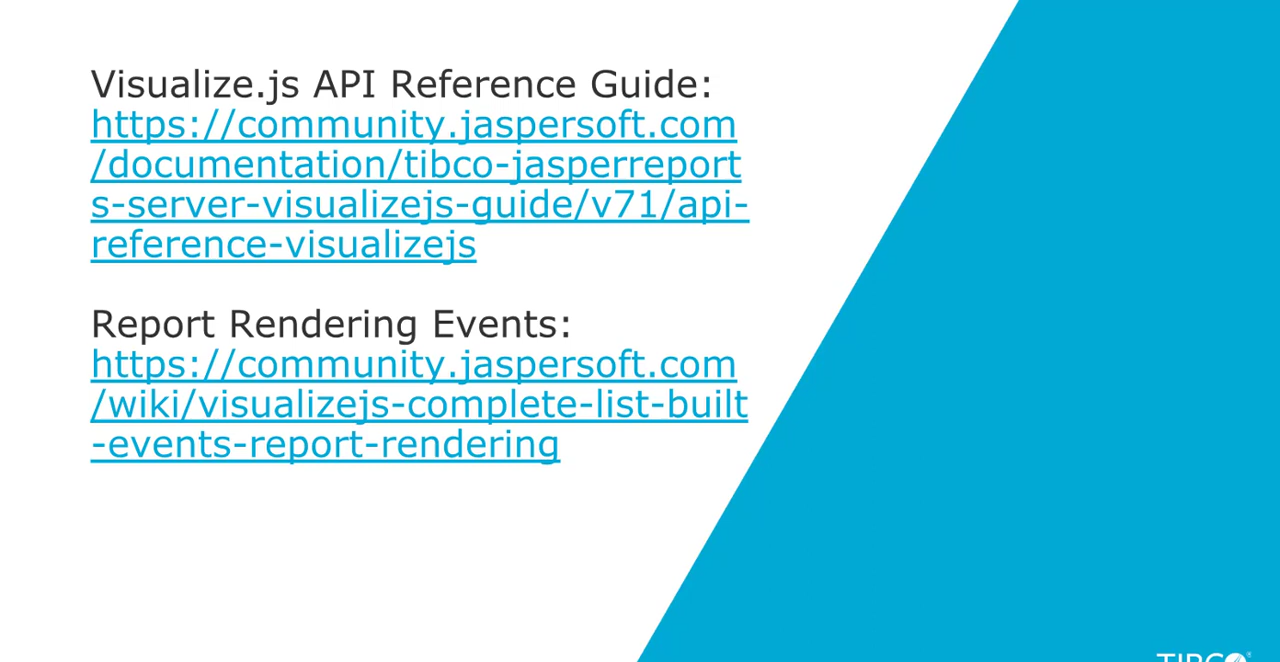 Visualize.js API Reference Guide:
https://community.jaspersoft.com
/documentation/tibco-jasperreport
s-server-visualizejs-guide/v71/api-
reference-visualizejs
Report Rendering Events:
https://community.jaspersoft.com
/wiki/visualizejs-complete-list-built
-events-report-rendering
TIBCO®